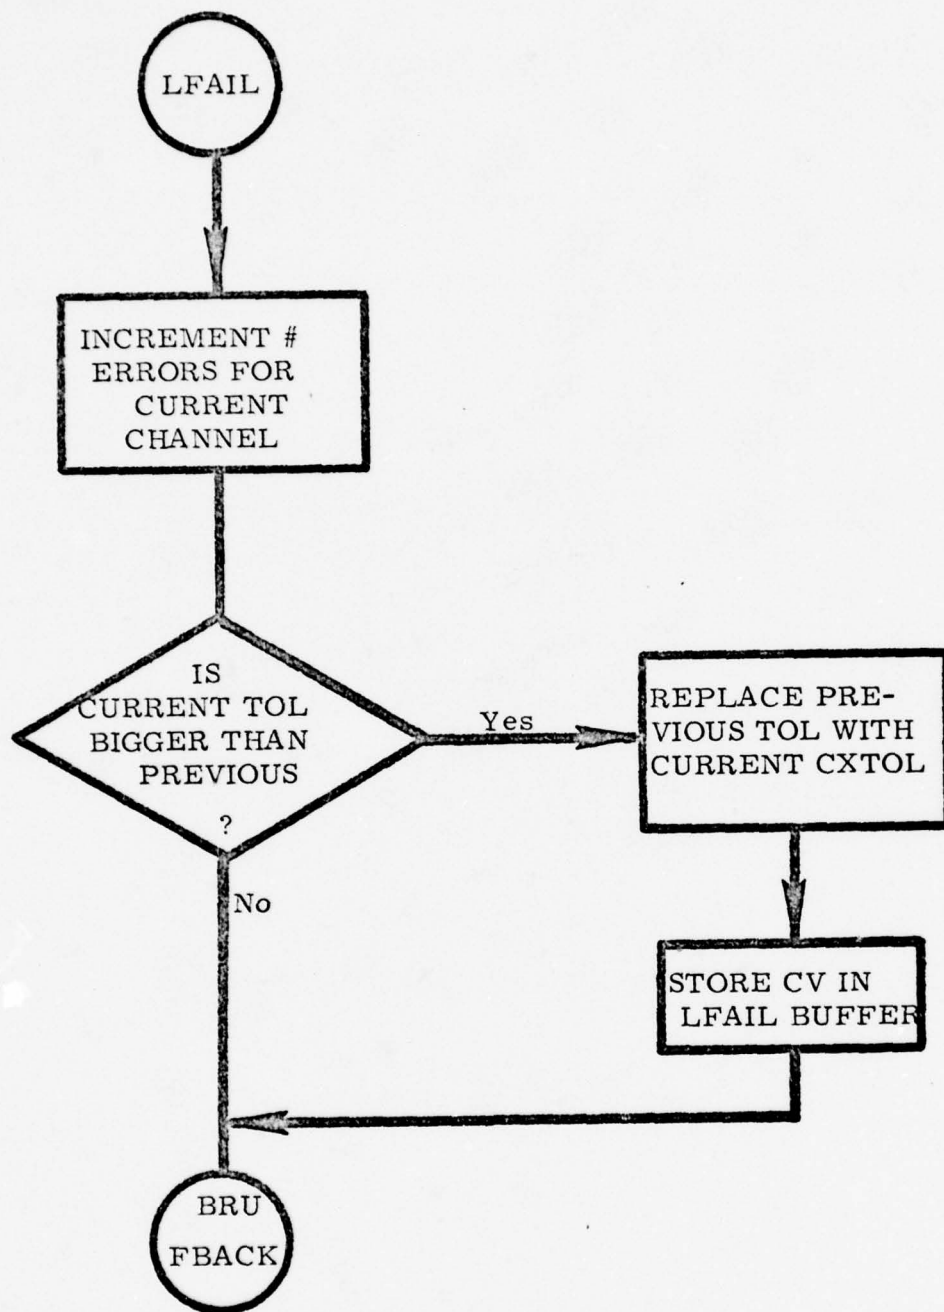 LFAIL
INCREMENT #
ERRORS FOR
CURRENT
CHANNEL
IS
CURRENT TOL
BIGGER THAN
PREVIOUS
?
Yes
REPLACE PRE-
VIOUS TOL WITH
CURRENT CXTOL
STORE CV IN
LFAIL BUFFER
No
BRU
FBACK